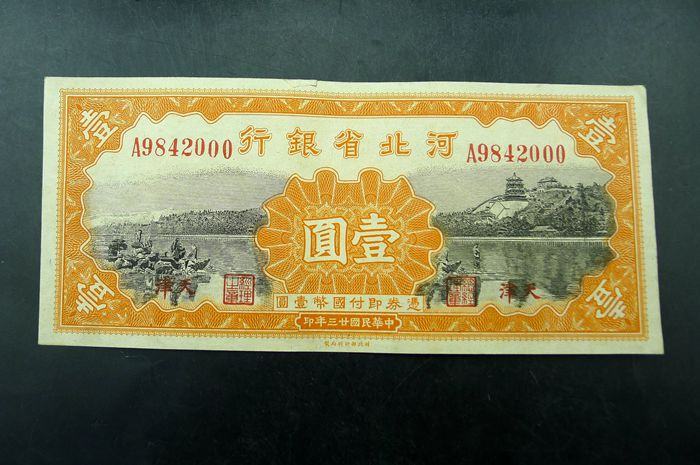 河北省銀行
A9842000
A9842000
壹
壹
壹圓
天津
天津
憑券即付國幣壹圓
中華民國廿三年印
壹
壹